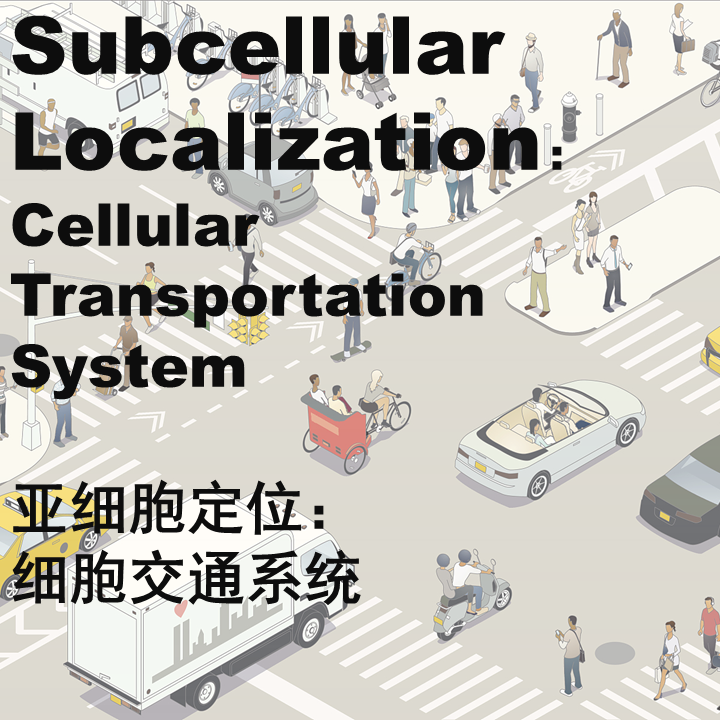 Subcellular
Localization：
Cellular
Transportation
System
亚细胞定位：
细胞交通系统